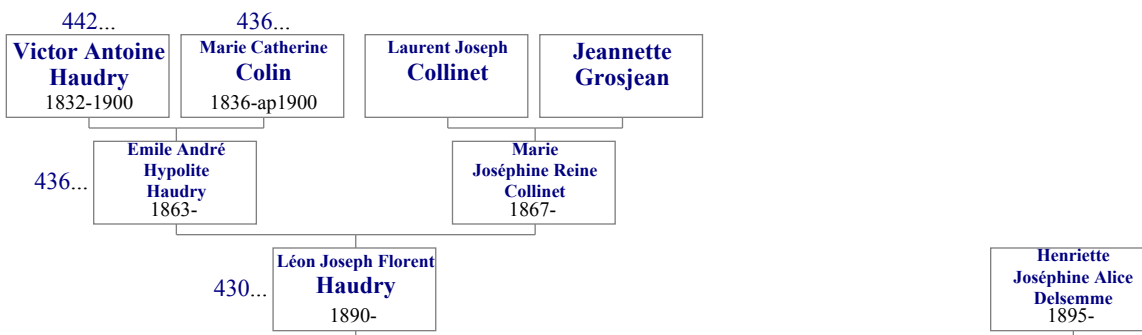 442...
436...
Victor Antoine
Haudry
1832-1900
Marie Catherine
Colin
1836-ap1900
Laurent Joseph
Collinet
Jeannette
Grosjean
436...
Emile André
Hypolite
Haudry
1863-
Marie
Joséphine Reine
Collinet
1867-
430...
Léon Joseph Florent
Haudry
1890-
Henriette
Joséphine Alice
Delsemme
1895-